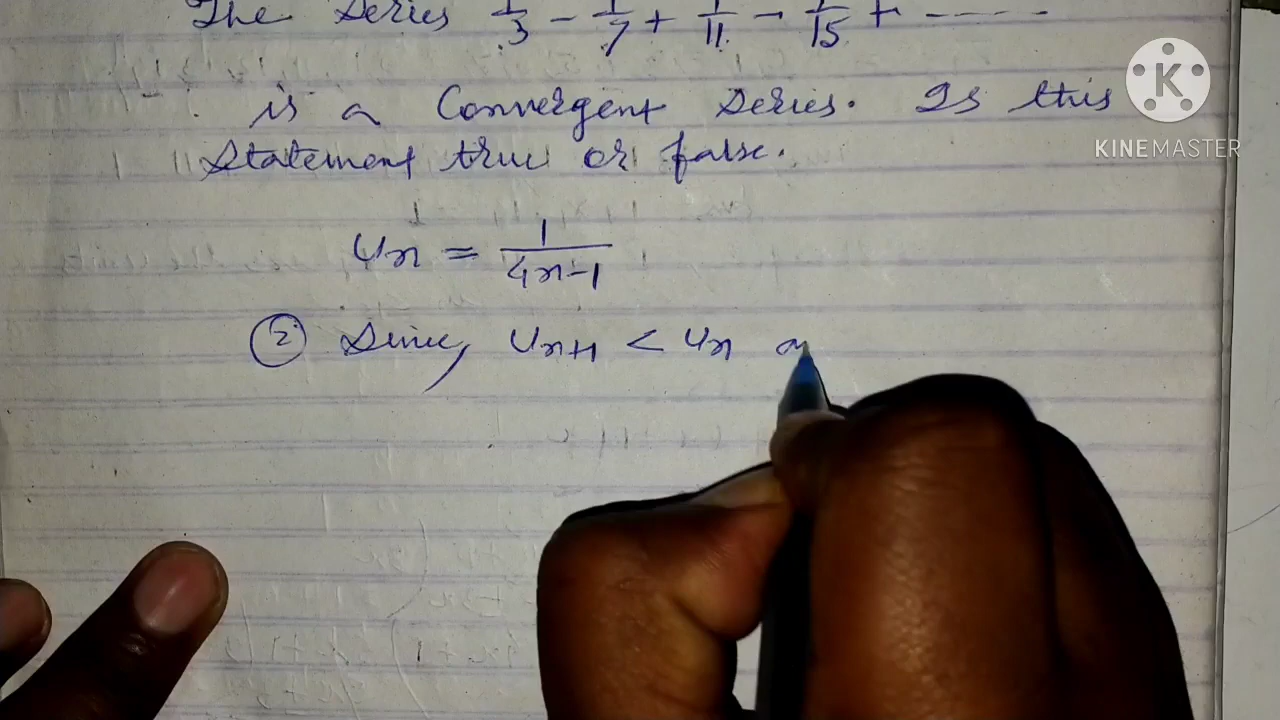 The series 1/3 - 1/7 + 1/11 - 1/15 + -----
is a Convergent series. Is this
Statement true or false.
un = 1/(4n-1)
② Since, un+1 < un
K
KINEMASTER